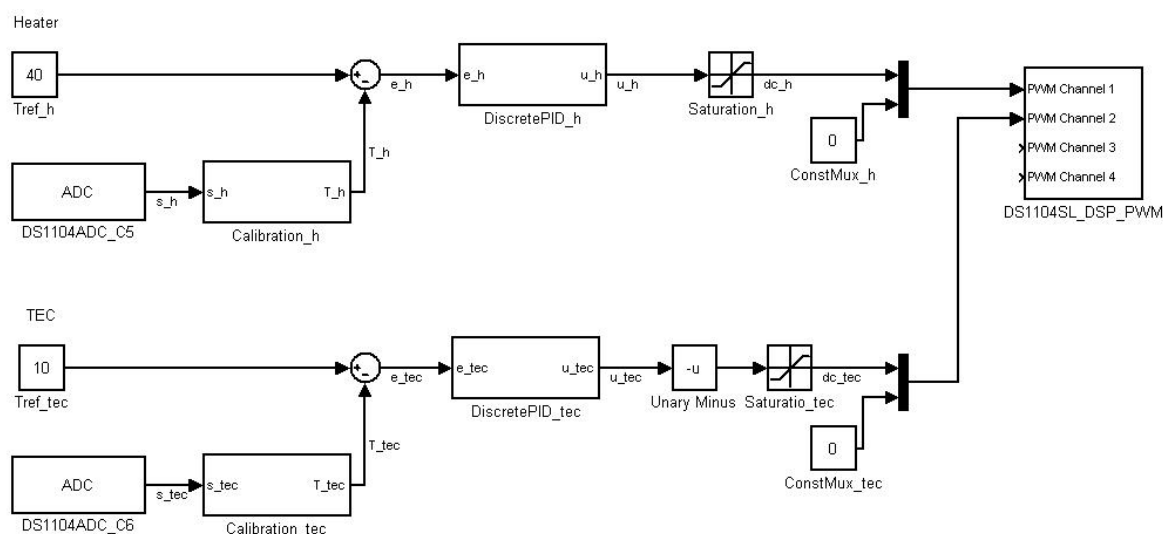 Heater
40
Tref_h
+
-
e_h
e_h
u_h
DiscretePID_h
u_h
Saturation_h
dc_h
0
ConstMux_h
PWM Channel 1
PWM Channel 2
PWM Channel 3
PWM Channel 4
DS1104SL_DSP_PWM
T_h
ADC
DS1104ADC_C5
s_h
s_h
T_h
Calibration_h
TEC
10
Tref_tec
+
-
e_tec
e_tec
u_tec
DiscretePID_tec
u_tec
-u
Unary Minus
Saturatio_tec
dc_tec
0
ConstMux_tec
T_tec
ADC
DS1104ADC_C6
s_tec
s_tec
T_tec
Calibration_tec